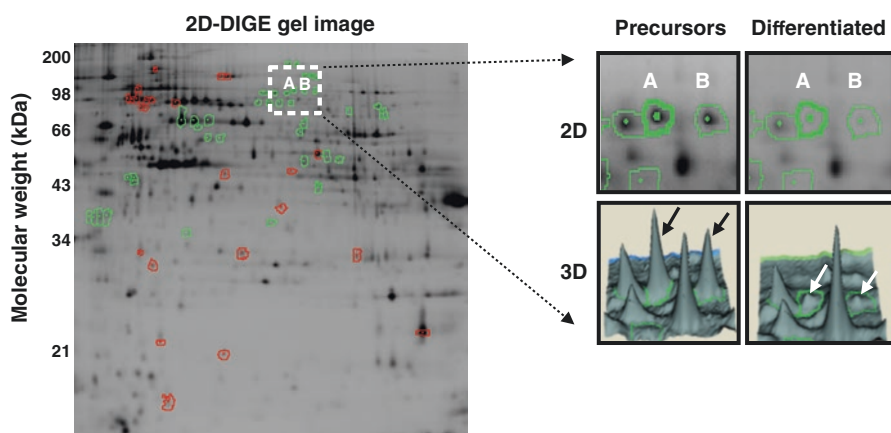 2D-DIGE gel image
Precursors Differentiated
Molecular weight (kDa)
200
98
66
43
34
21
A B
2D
A B
A B
3D